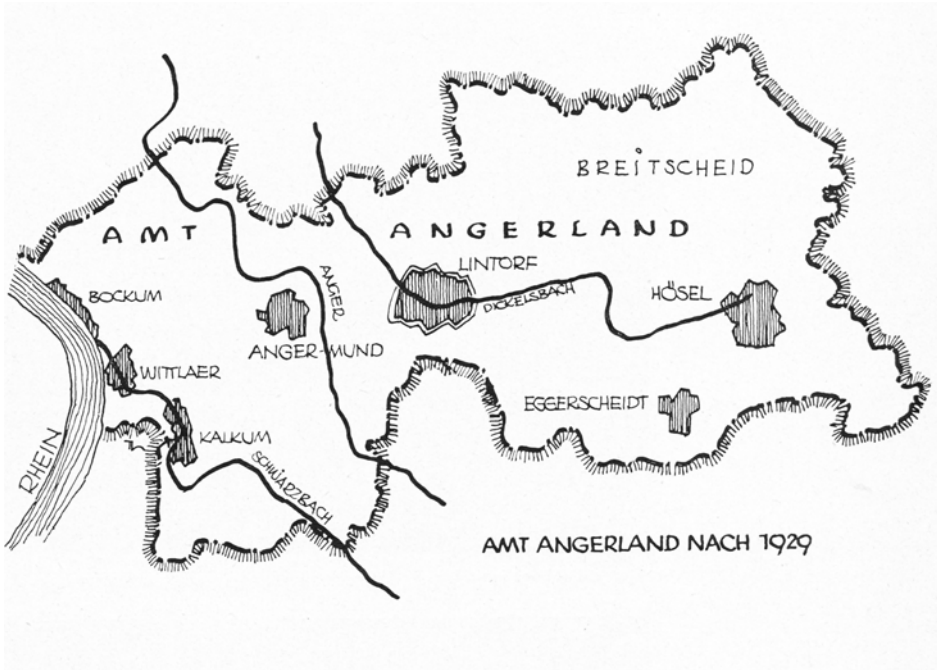 BREITSCHEID
AMT ANGERLAND
LINTORF
BOCKUM
ANGER
DICKELSBACH
HÖSEL
ANGER-MUND
WITTLAER
EGGERSCHEIDT
KALKUM
RHEIN
SCHWARZBACH
AMT ANGERLAND NACH 1929